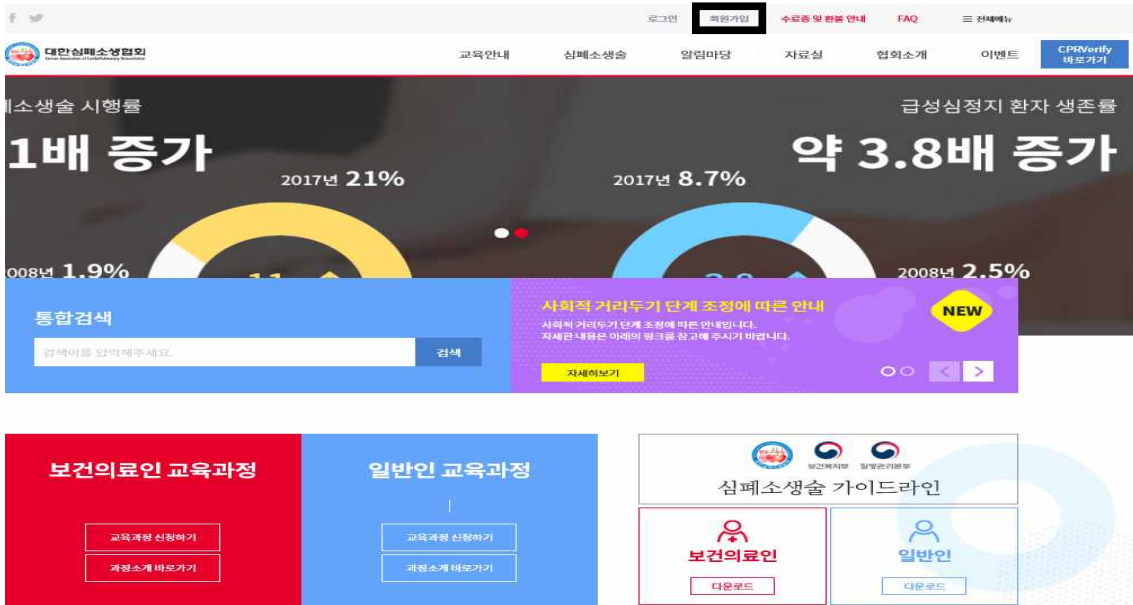 로그인 회원가입 수료증 및 환불 안내 FAQ 전체메뉴
대한심폐소생협회
교육안내 심폐소생술 알림마당 자료실 협회소개 이벤트
CPRVerify
바로가기
소생술 시행률
1배 증가
2017년 21%
2008년 1.9%
급성심정지 환자 생존률
약 3.8배 증가
2017년 8.7%
2008년 2.5%
통합검색
검색어를 입력해주세요.
검색
사회적 거리두기 단계 조정에 따른 안내
사회적 거리두기 단계 조정에 따른 안내입니다.
자세한 내용은 아래의 링크를 참고해 주시기 바랍니다.
자세히보기
NEW
보건의료인 교육과정
교육과정 신청하기
과정소개 바로가기
일반인 교육과정
교육과정 신청하기
과정소개 바로가기
보건복지부 질병관리본부
심폐소생술 가이드라인
보건의료인
다운로드
일반인
다운로드